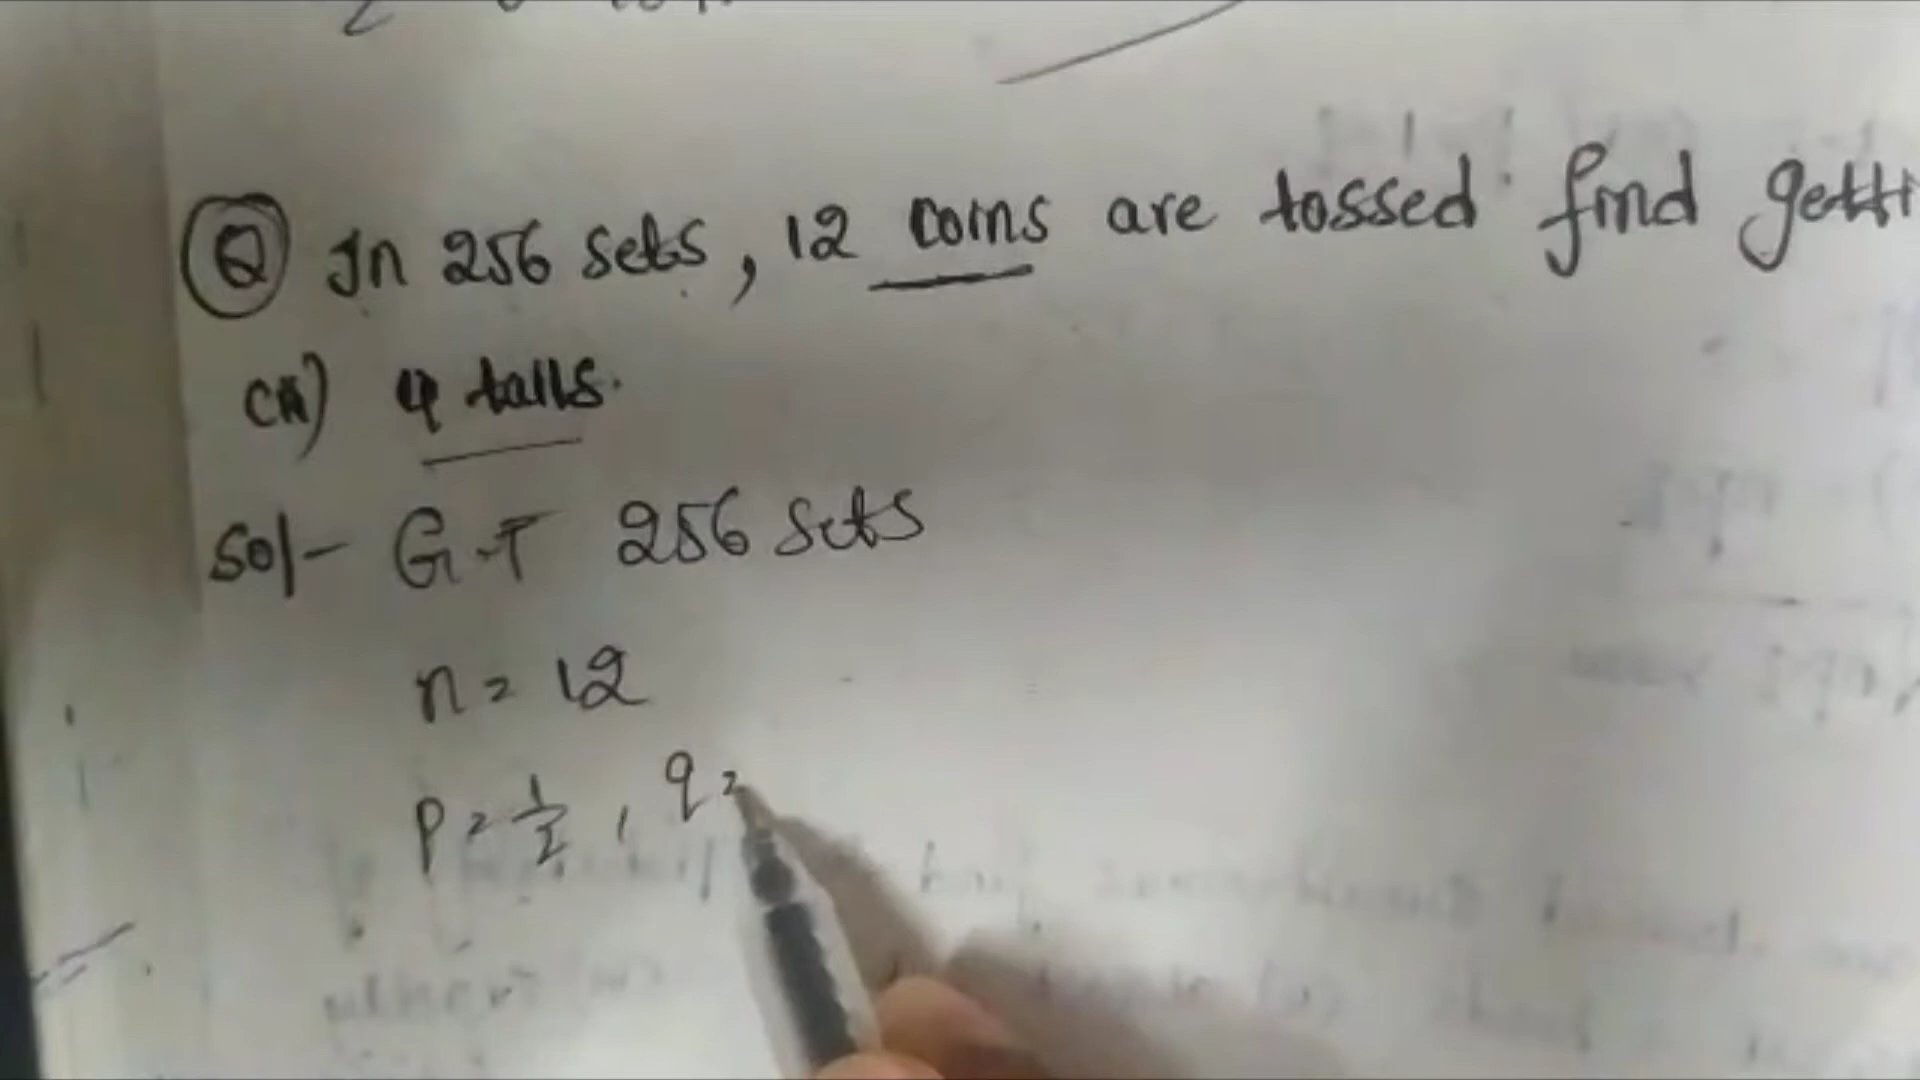 Q In 256 sets, 12 coins are tossed find getti
4 tails.
Sol- G.T 256 sets
n = 12
p = 1/2 , q =